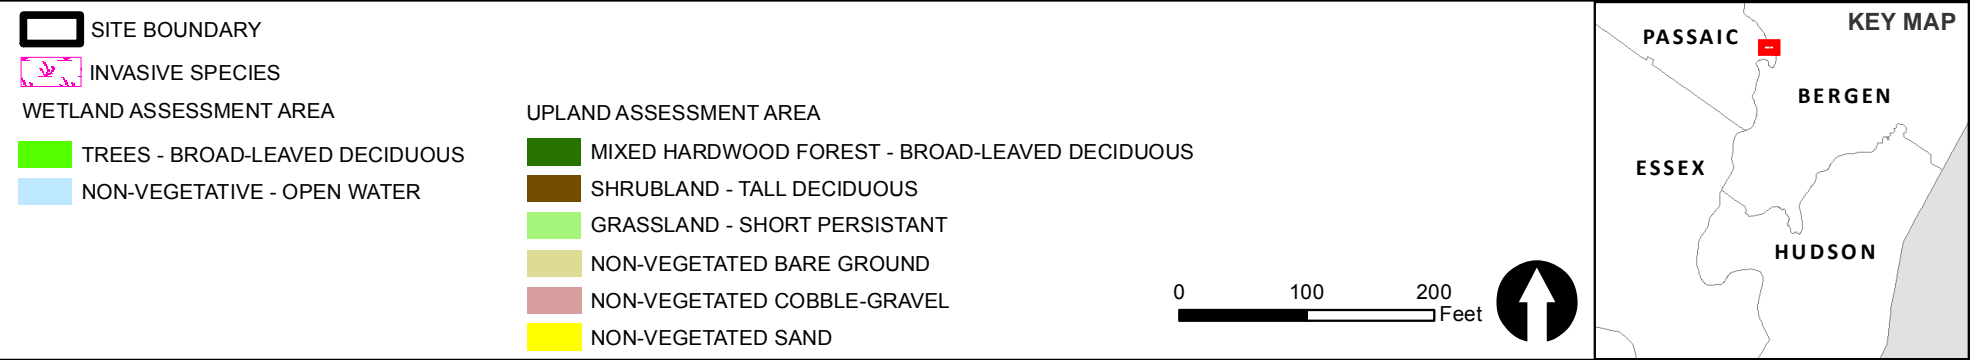 SITE BOUNDARY
INVASIVE SPECIES
WETLAND ASSESSMENT AREA
TREES - BROAD-LEAVED DECIDUOUS
NON-VEGETATIVE - OPEN WATER
UPLAND ASSESSMENT AREA
MIXED HARDWOOD FOREST - BROAD-LEAVED DECIDUOUS
SHRUBLAND - TALL DECIDUOUS
GRASSLAND - SHORT PERSISTANT
NON-VEGETATED BARE GROUND
NON-VEGETATED COBBLE-GRAVEL
NON-VEGETATED SAND
0 100 200
Feet
KEY MAP
PASSAIC
BERGEN
ESSEX
HUDSON